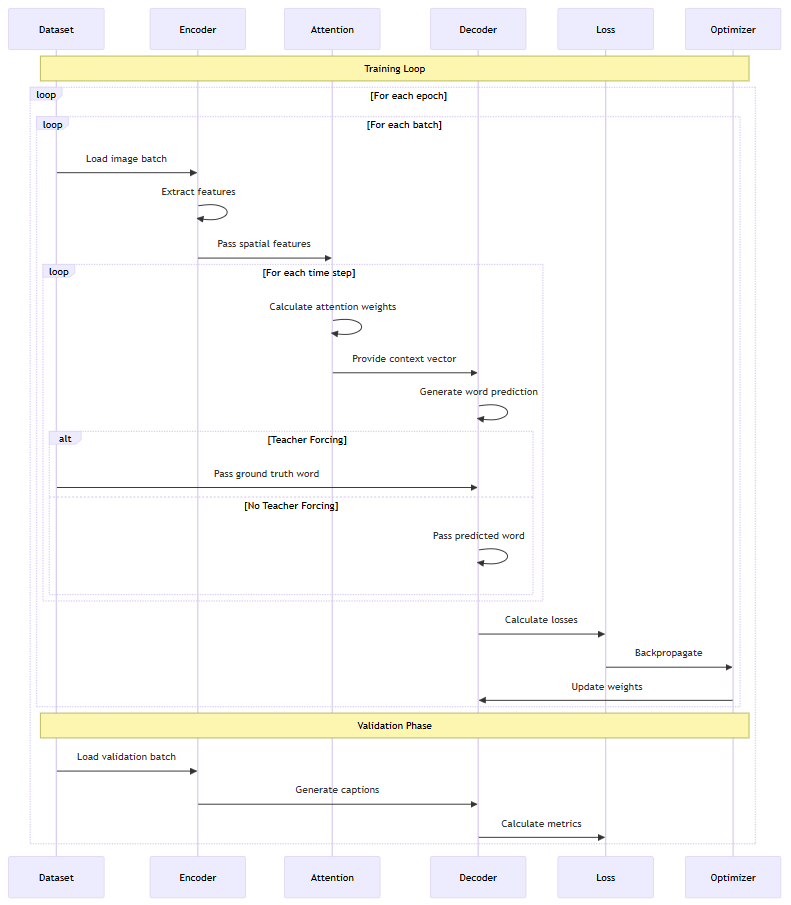 Dataset
Encoder
Attention
Decoder
Loss
Optimizer
Training Loop
loop
[For each epoch]
loop
[For each batch]
Load image batch
Extract features
Pass spatial features
loop
[For each time step]
Calculate attention weights
Provide context vector
Generate word prediction
alt
[Teacher Forcing]
Pass ground truth word
[No Teacher Forcing]
Pass predicted word
Calculate losses
Backpropagate
Update weights
Validation Phase
Load validation batch
Generate captions
Calculate metrics
Dataset
Encoder
Attention
Decoder
Loss
Optimizer